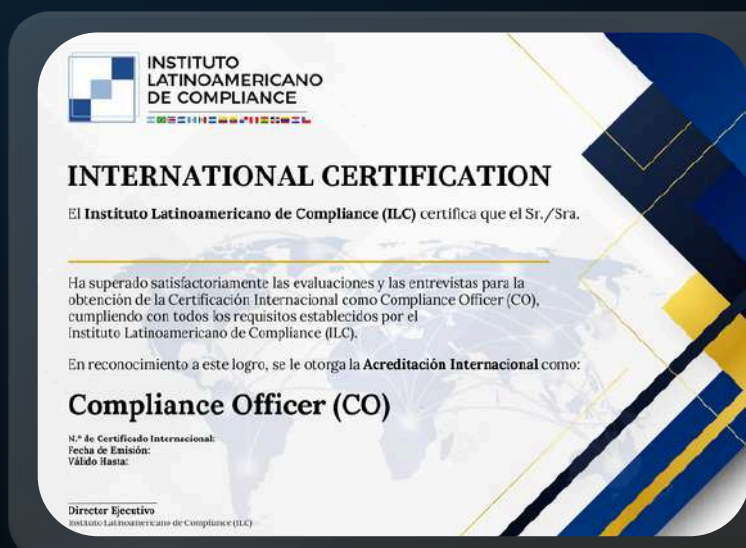 INSTITUTO
LATINOAMERICANO
DE COMPLIANCE
INTERNATIONAL CERTIFICATION
El Instituto Latinoamericano de Compliance (ILC) certifica que el Sr./Sra.
Ha superado satisfactoriamente las evaluaciones y las entrevistas para la
obtención de la Certificación Internacional como Compliance Officer (CO),
cumpliendo con todos los requisitos establecidos por el
Instituto Latinoamericano de Compliance (ILC).
En reconocimiento a este logro, se le otorga la Acreditación Internacional como:
Compliance Officer (CO)
N.º de Certificado Internacional:
Fecha de Emisión:
Válido Hasta:
Director Ejecutivo
Instituto Latinoamericano de Compliance (ILC)